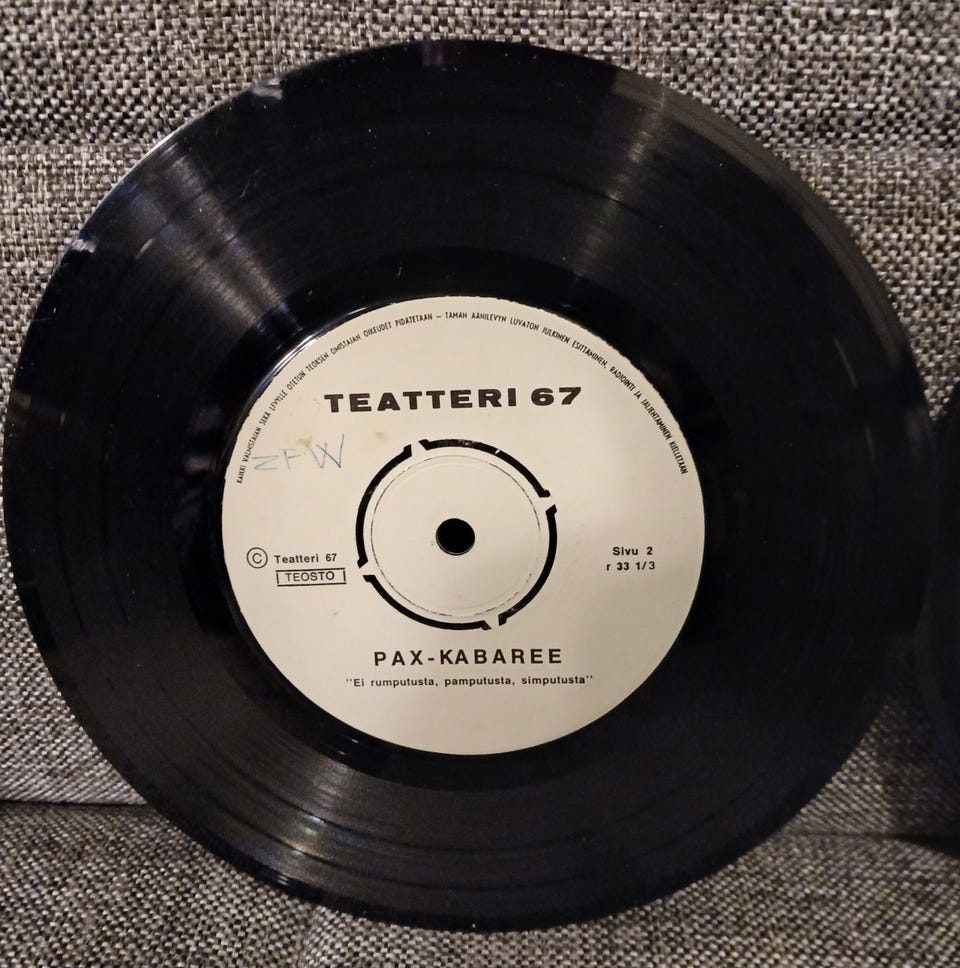 KAIKKI VALMISTAJAN SEKÄ LEVYLLE OTETUN TEOKSEN OMISTAJAN OIKEUDET PIDÄTETÄÄN – TÄMÄN ÄÄNILEVYN LUVATON JULKINEN ESITTÄMINEN, RADIOINTI JA JÄLJENTÄMINEN KIELLETÄÄN
TEATTERI 67
ZFW
© Teatteri 67
TEOSTO
Sivu 2
r 33 1/3
PAX-KABAREE
"Ei rumputusta, pamputusta, simputusta"